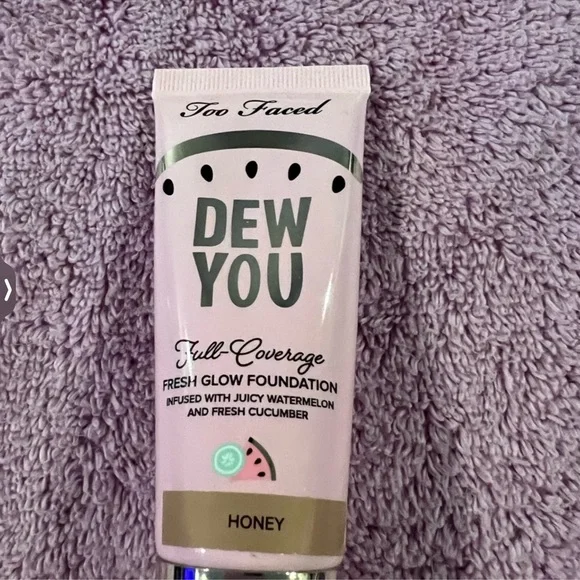 Too Faced
DEW
YOU
Full-Coverage
FRESH GLOW FOUNDATION
INFUSED WITH JUICY WATERMELON
AND FRESH CUCUMBER
HONEY